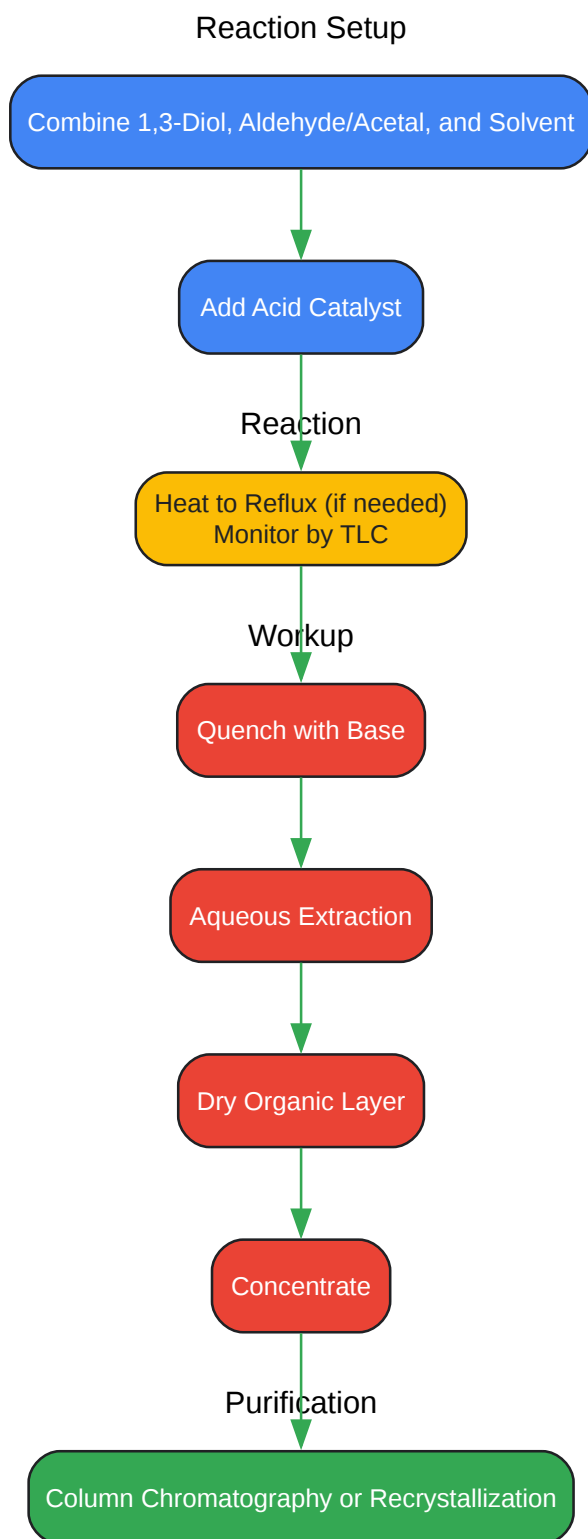 Reaction Setup
Combine 1,3-Diol, Aldehyde/Acetal, and Solvent
Add Acid Catalyst
Reaction
Heat to Reflux (if needed)
Monitor by TLC
Workup
Quench with Base
Aqueous Extraction
Dry Organic Layer
Concentrate
Purification
Column Chromatography or Recrystallization